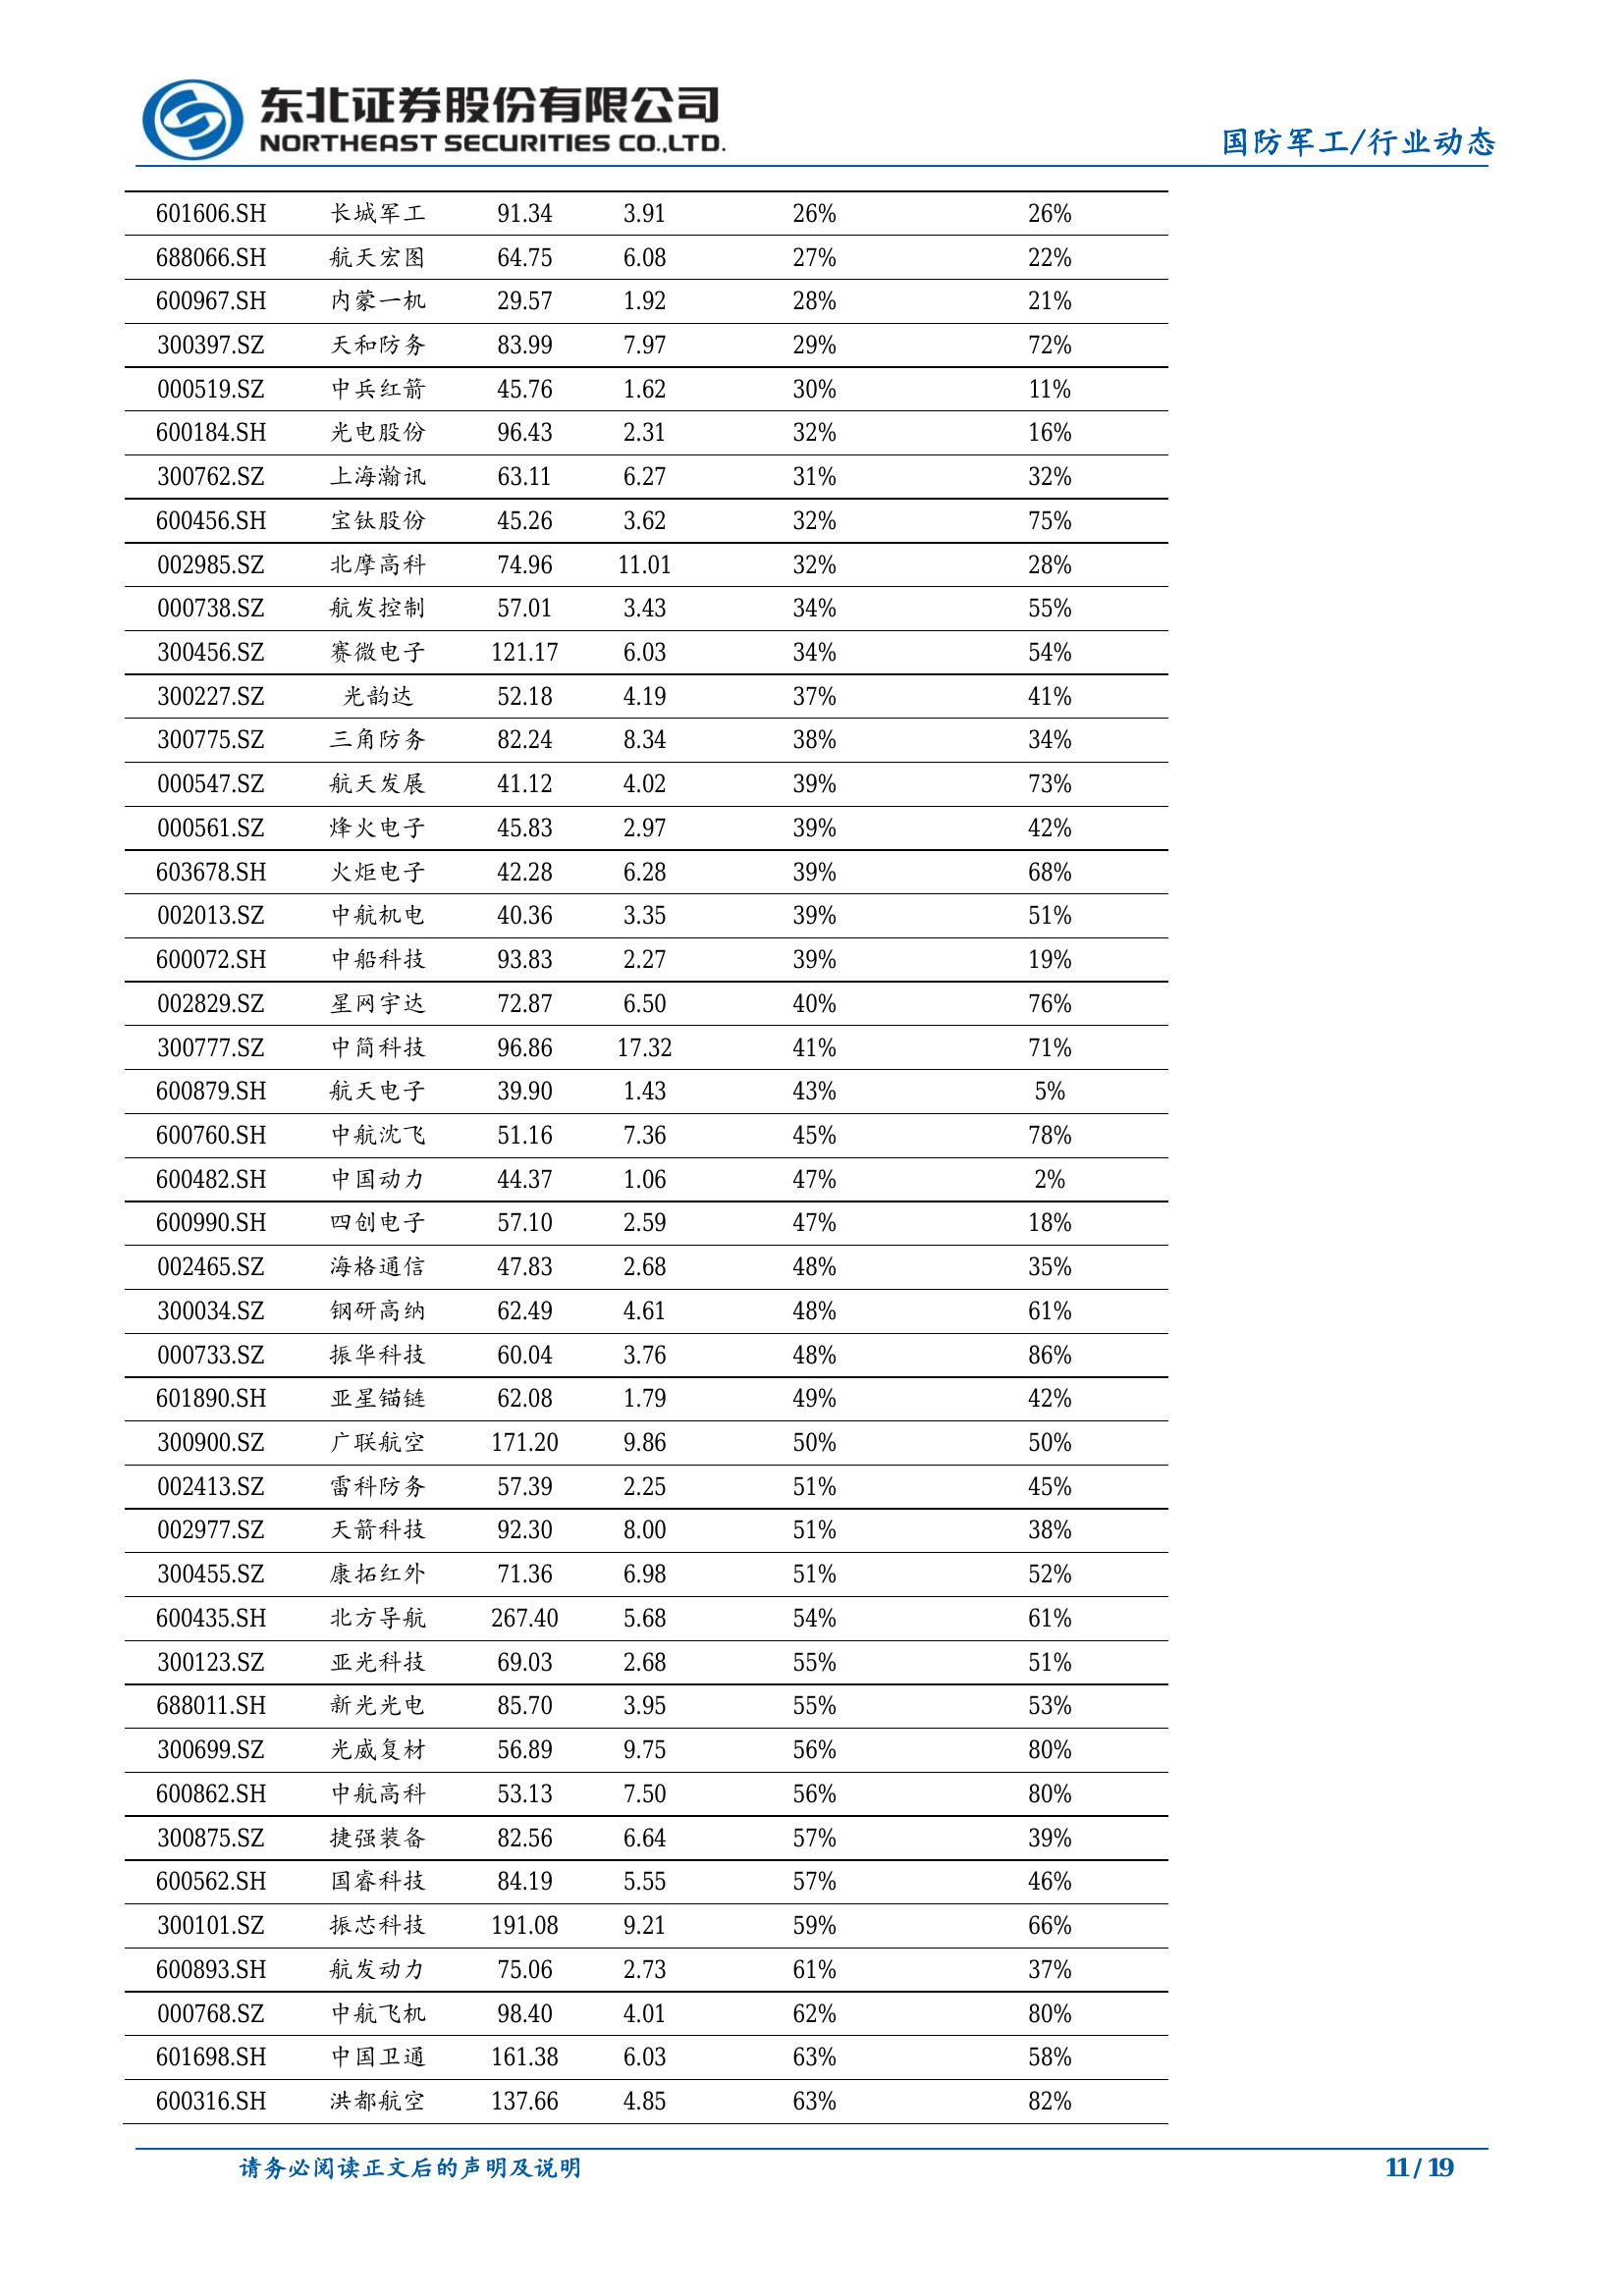 东北证券股份有限公司
NORTHEAST SECURITIES CO.,LTD.
国防军工/行业动态
601606.SH 长城军工 91.34 3.91 26% 26%
688066.SH 航天宏图 64.75 6.08 27% 22%
600967.SH 内蒙一机 29.57 1.92 28% 21%
300397.SZ 天和防务 83.99 7.97 29% 72%
000519.SZ 中兵红箭 45.76 1.62 30% 11%
600184.SH 光电股份 96.43 2.31 32% 16%
300762.SZ 上海瀚讯 63.11 6.27 31% 32%
600456.SH 宝钛股份 45.26 3.62 32% 75%
002985.SZ 北摩高科 74.96 11.01 32% 28%
000738.SZ 航发控制 57.01 3.43 34% 55%
300456.SZ 赛微电子 121.17 6.03 34% 54%
300227.SZ 光韵达 52.18 4.19 37% 41%
300775.SZ 三角防务 82.24 8.34 38% 34%
000547.SZ 航天发展 41.12 4.02 39% 73%
000561.SZ 烽火电子 45.83 2.97 39% 42%
603678.SH 火炬电子 42.28 6.28 39% 68%
002013.SZ 中航机电 40.36 3.35 39% 51%
600072.SH 中船科技 93.83 2.27 39% 19%
002829.SZ 星网宇达 72.87 6.50 40% 76%
300777.SZ 中简科技 96.86 17.32 41% 71%
600879.SH 航天电子 39.90 1.43 43% 5%
600760.SH 中航沈飞 51.16 7.36 45% 78%
600482.SH 中国动力 44.37 1.06 47% 2%
600990.SH 四创电子 57.10 2.59 47% 18%
002465.SZ 海格通信 47.83 2.68 48% 35%
300034.SZ 钢研高纳 62.49 4.61 48% 61%
000733.SZ 振华科技 60.04 3.76 48% 86%
601890.SH 亚星锚链 62.08 1.79 49% 42%
300900.SZ 广联航空 171.20 9.86 50% 50%
002413.SZ 雷科防务 57.39 2.25 51% 45%
002977.SZ 天箭科技 92.30 8.00 51% 38%
300455.SZ 康拓红外 71.36 6.98 51% 52%
600435.SH 北方导航 267.40 5.68 54% 61%
300123.SZ 亚光科技 69.03 2.68 55% 51%
688011.SH 新光光电 85.70 3.95 55% 53%
300699.SZ 光威复材 56.89 9.75 56% 80%
600862.SH 中航高科 53.13 7.50 56% 80%
300875.SZ 捷强装备 82.56 6.64 57% 39%
600562.SH 国睿科技 84.19 5.55 57% 46%
300101.SZ 振芯科技 191.08 9.21 59% 66%
600893.SH 航发动力 75.06 2.73 61% 37%
000768.SZ 中航飞机 98.40 4.01 62% 80%
601698.SH 中国卫通 161.38 6.03 63% 58%
600316.SH 洪都航空 137.66 4.85 63% 82%
请务必阅读正文后的声明及说明 11 / 19